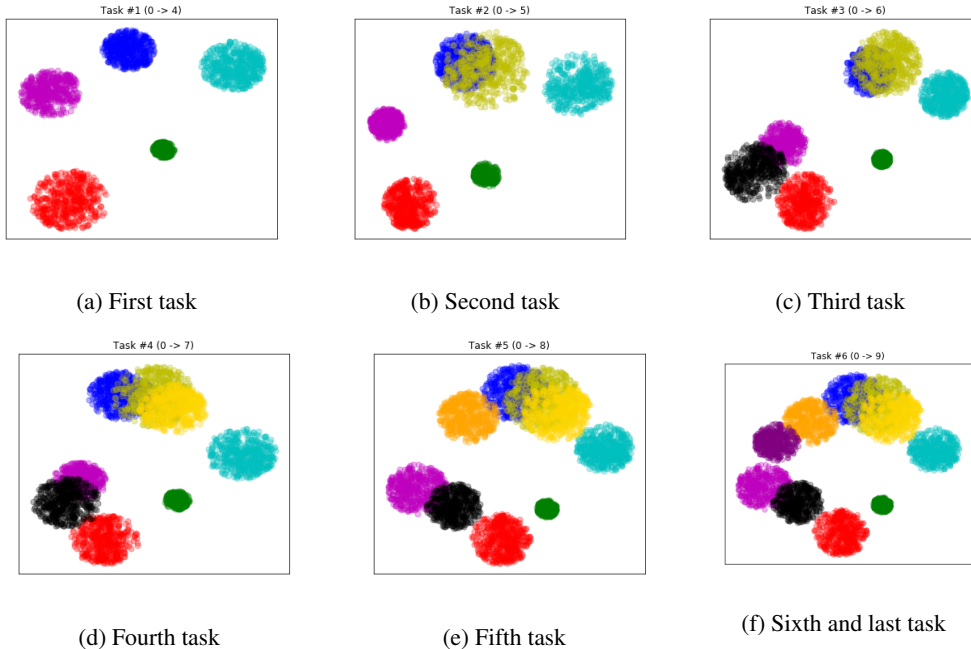 Task #1 (0 -> 4)
Task #2 (0 -> 5)
Task #3 (0 -> 6)
(a) First task
(b) Second task
(c) Third task
Task #4 (0 -> 7)
Task #5 (0 -> 8)
Task #6 (0 -> 9)
(d) Fourth task
(e) Fifth task
(f) Sixth and last task